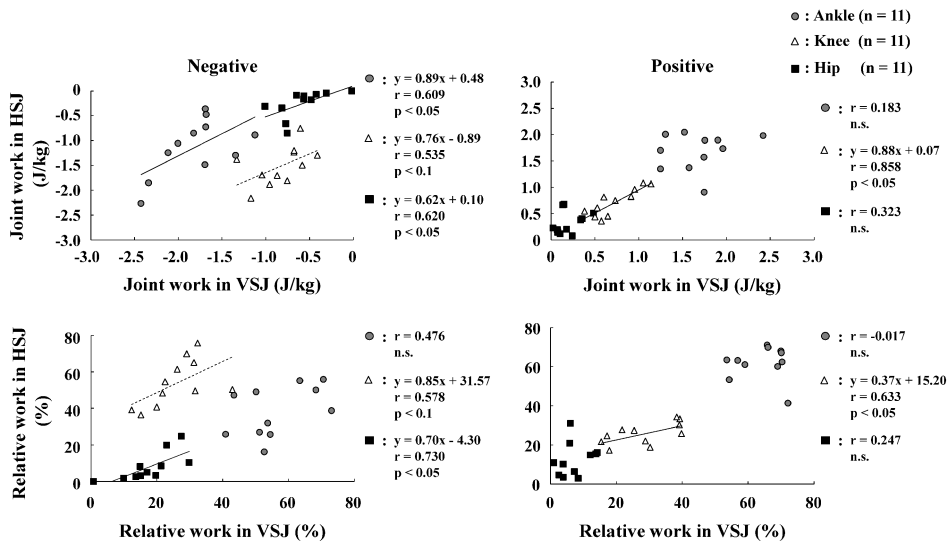 : Ankle (n = 11)
: Knee (n = 11)
: Hip (n = 11)
Negative
Joint work in HSJ
(J/kg)
0
-0.5
-1.0
-1.5
-2.0
-2.5
-3.0
-3.0
-2.5
-2.0
-1.5
-1.0
-0.5
0
Joint work in VSJ (J/kg)
: y = 0.89x + 0.48
r = 0.609
p < 0.05
: y = 0.76x - 0.89
r = 0.535
p < 0.1
: y = 0.62x + 0.10
r = 0.620
p < 0.05
Positive
Joint work in HSJ
(J/kg)
3.0
2.5
2.0
1.5
1.0
0.5
0
0
0.5
1.0
1.5
2.0
2.5
3.0
Joint work in VSJ (J/kg)
: r = 0.183
n.s.
: y = 0.88x + 0.07
r = 0.858
p < 0.05
: r = 0.323
n.s.
Relative work in HSJ
(%)
80
60
40
20
0
0
20
40
60
80
Relative work in VSJ (%)
: r = 0.476
n.s.
: y = 0.85x + 31.57
r = 0.578
p < 0.1
: y = 0.70x - 4.30
r = 0.730
p < 0.05
Relative work in HSJ
(%)
80
60
40
20
0
0
20
40
60
80
Relative work in VSJ (%)
: r = -0.017
n.s.
: y = 0.37x + 15.20
r = 0.633
p < 0.05
: r = 0.247
n.s.